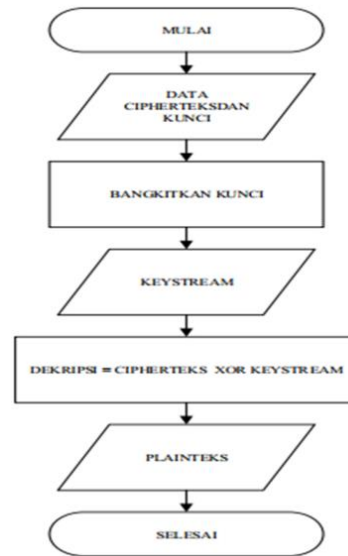 MULAI
DATA
CIPHERTEKSDAN
KUNCI
BANGKITKAN KUNCI
KEYSTREAM
DEKRIPSI = CIPHERTEKS XOR KEYSTREAM
PLAINTEKS
SELESAI